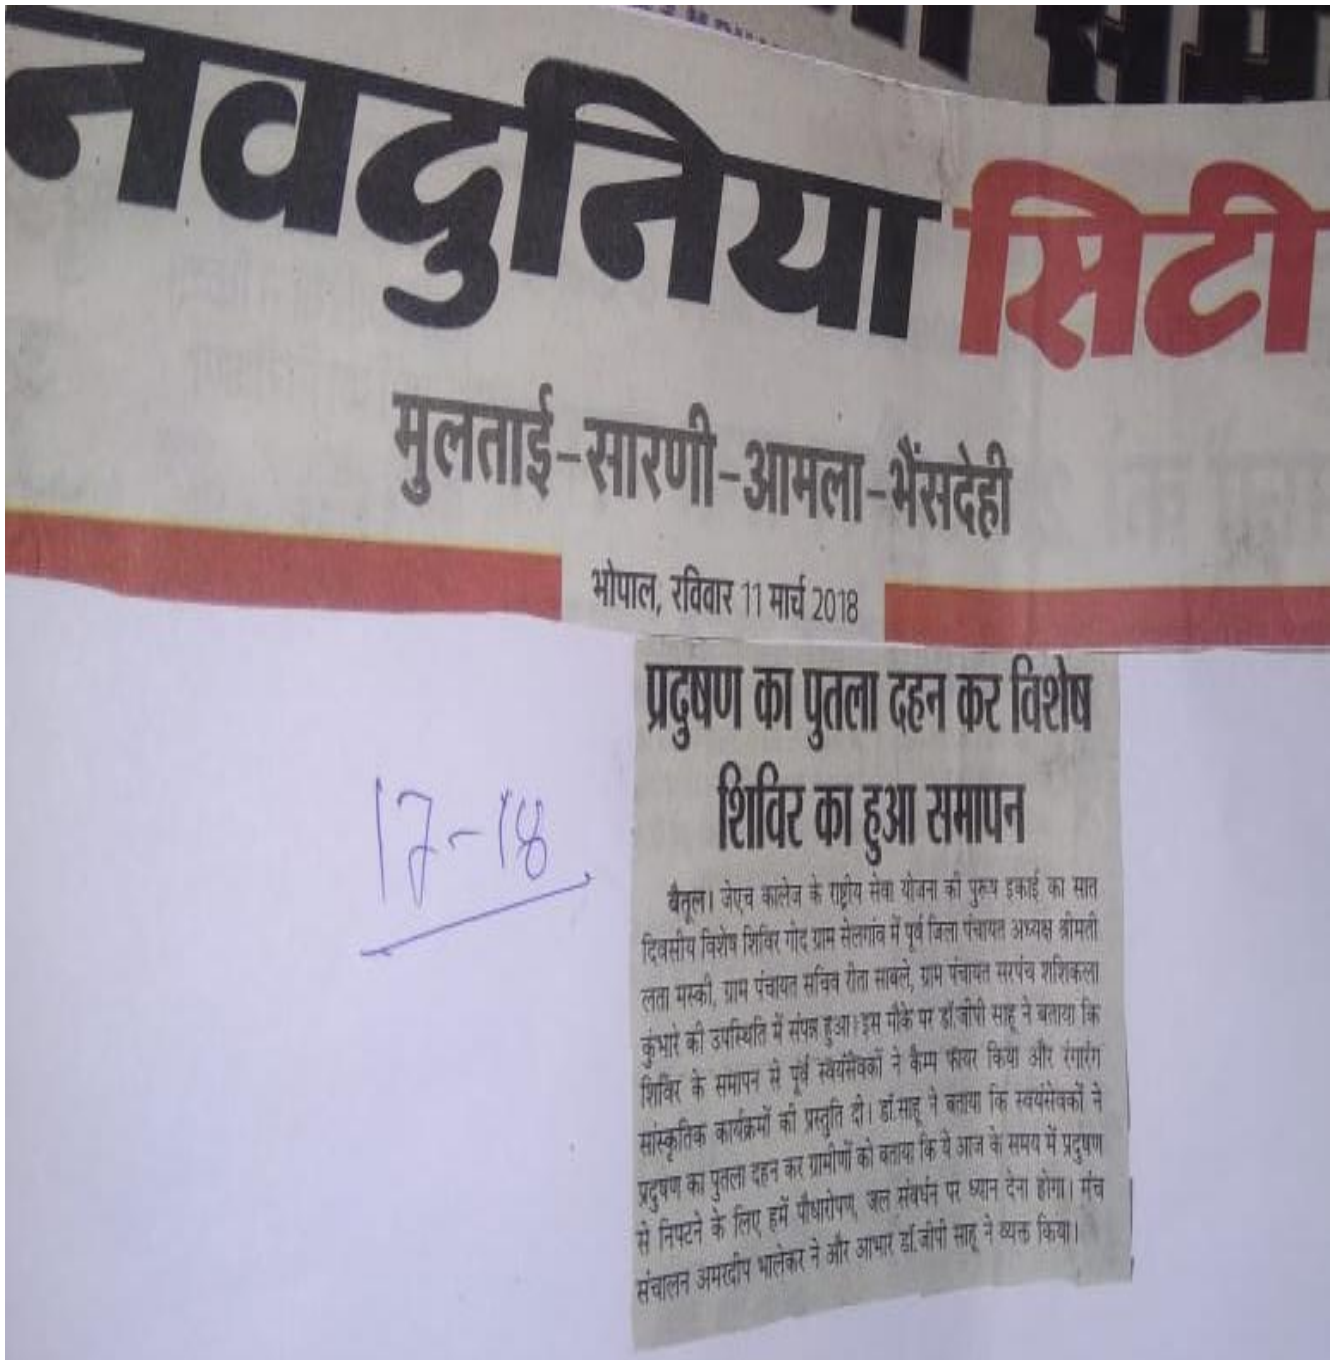 नवदुनिया सिटी
मुलताई-सारणी-आमला-भैंसदेही
भोपाल, रविवार 11 मार्च 2018
प्रदुषण का पुतला दहन कर विशेष
शिविर का हुआ समापन
17-18
बैतूल। जेएच कालेज के राष्ट्रीय सेवा योजना की पुरूष इकाई का सात
दिवसीय विशेष शिविर गोद ग्राम सेलगांव में पूर्व जिला पंचायत अध्यक्ष श्रीमती
लता मस्की, ग्राम पंचायत सचिव रीता साबले, ग्राम पंचायत सरपंच शशिकला
कुंभारे की उपस्थिति में संपन्न हुआ। इस मौके पर डॉ.जीपी साहू ने बताया कि
शिविर के समापन से पूर्व स्वयंसेवकों ने कैम्प फायर किया और रंगारंग
सांस्कृतिक कार्यक्रमों की प्रस्तुति दी। डॉ.साहू ने बताया कि स्वयंसेवकों ने
प्रदुषण का पुतला दहन कर ग्रामीणों को बताया कि ये आज के समय में प्रदुषण
से निपटने के लिए हमें पौधारोपण, जल संवर्धन पर ध्यान देना होगा। मंच
संचालन अमरदीप भालेकर ने और आभार डॉ.जीपी साहू ने व्यक्त किया।